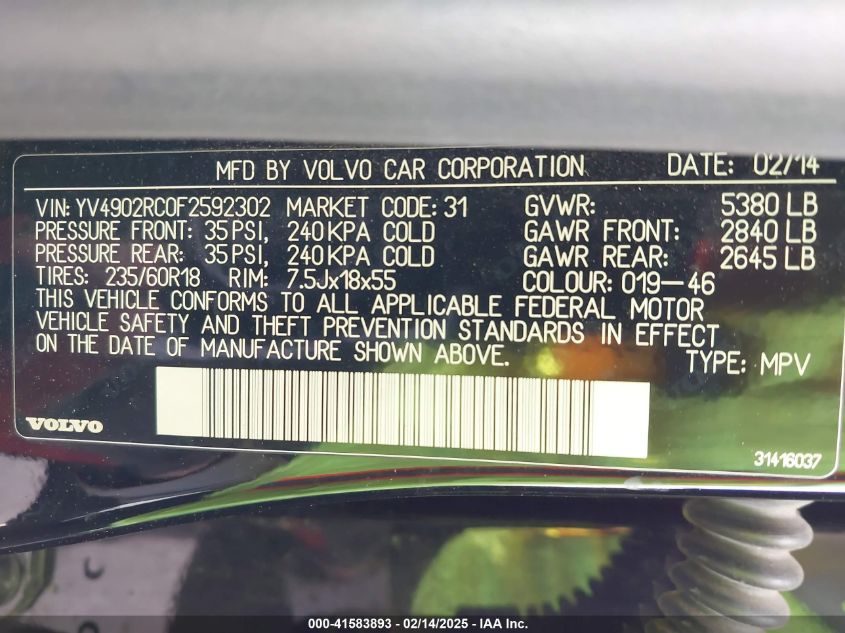 MFD BY VOLVO CAR CORPORATION DATE: 02/14
VIN: YV4902RC0F2592302 MARKET CODE: 31 GVWR: 5380 LB
PRESSURE FRONT: 35 PSI, 240 KPA COLD GAWR FRONT: 2840 LB
PRESSURE REAR: 35 PSI, 240 KPA COLD GAWR REAR: 2645 LB
TIRES: 235/60R18 RIM: 7.5Jx18x55 COLOUR: 019-46
THIS VEHICLE CONFORMS TO ALL APPLICABLE FEDERAL MOTOR
VEHICLE SAFETY AND THEFT PREVENTION STANDARDS IN EFFECT
ON THE DATE OF MANUFACTURE SHOWN ABOVE. TYPE: MPV
VOLVO
31416037
000-41583893 - 02/14/2025 - IAA Inc.